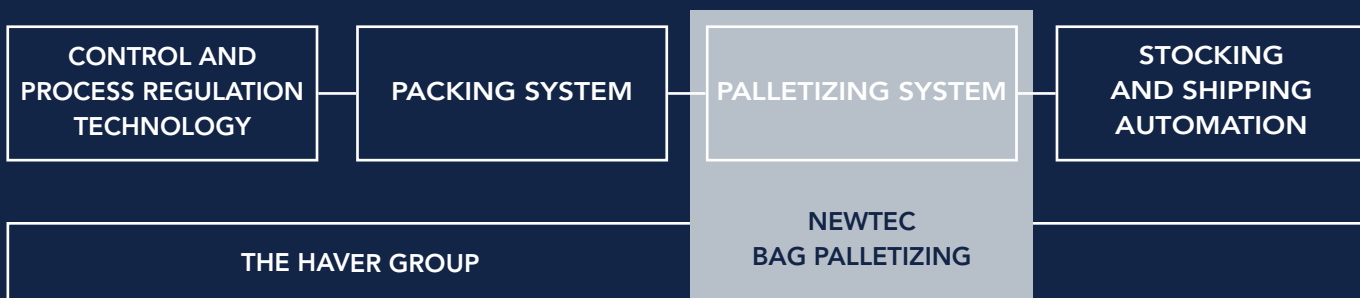 CONTROL AND
PROCESS REGULATION
TECHNOLOGY
PACKING SYSTEM
PALLETIZING SYSTEM
STOCKING
AND SHIPPING
AUTOMATION
THE HAVER GROUP
NEWTEC
BAG PALLETIZING